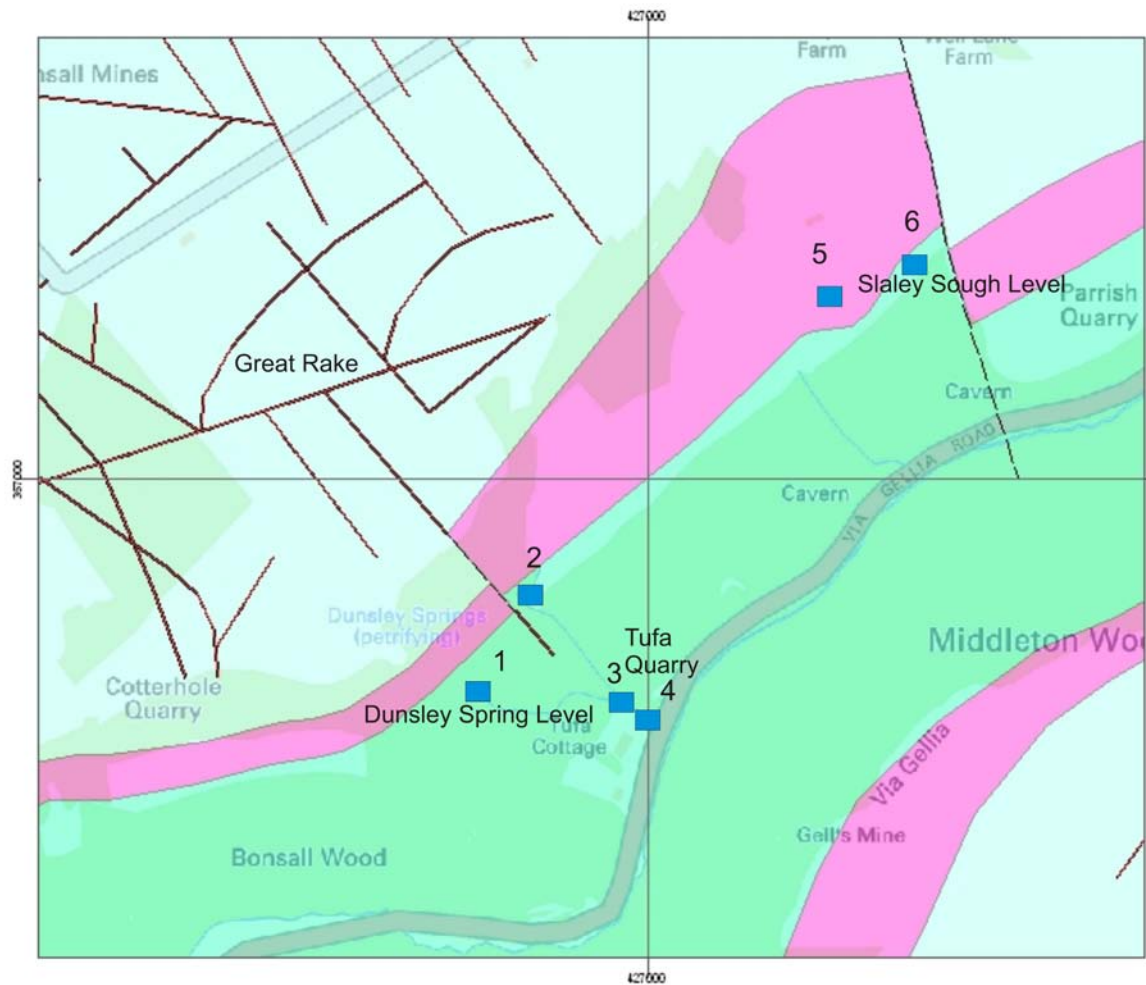 427000
Farm
Farm
nsall Mines
6
5
Slaley Sough Level
Parrish
Quarry
Great Rake
Cavern
VIA GELLIA ROAD
357000
Cavern
2
Dunsley Springs
(petrifying)
Tufa
Quarry
Middleton Woo
1
3
4
Cotterhole
Quarry
Dunsley Spring Level
Tufa
Cottage
Via Gellia
Gell's Mine
Bonsall Wood
427000